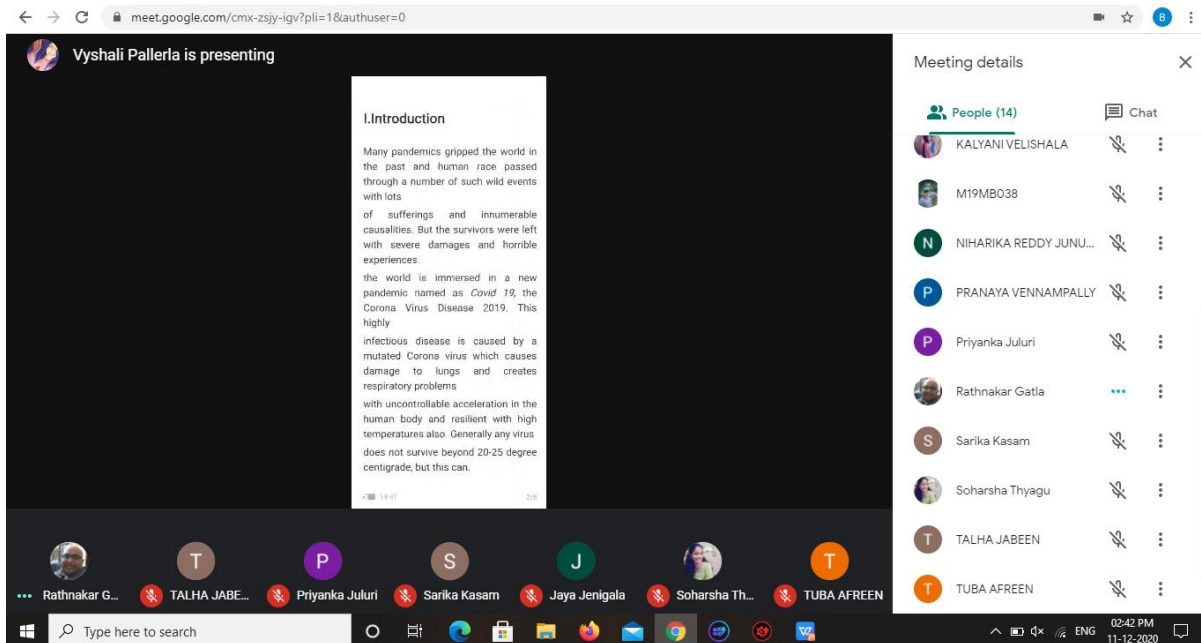 meet.google.com/cmx-zsjy-igv?pli=1&authuser=0
B
Vyshali Pallerla is presenting
I.Introduction
Many pandemics gripped the world in
the past and human race passed
through a number of such wild events
with lots
of sufferings and innumerable
causalities. But the survivors were left
with severe damages and horrible
experiences.
the world is immersed in a new
pandemic named as Covid 19, the
Corona Virus Disease 2019. This
highly
infectious disease is caused by a
mutated Corona virus which causes
damage to lungs and creates
respiratory problems
with uncontrollable acceleration in the
human body and resilient with high
temperatures also. Generally any virus
does not survive beyond 20-25 degree
centigrade, but this can.
14:41
2/8
Meeting details
People (14)
Chat
KALYANI VELISHALA
M19MB038
N
NIHARIKA REDDY JUNU...
P
PRANAYA VENNAMPALLY
P
Priyanka Juluri
Rathnakar Gatla
S
Sarika Kasam
Soharsha Thyagu
T
TALHA JABEEN
T
TUBA AFREEN
T
P
S
J
T
Rathnakar G...
TALHA JABE...
Priyanka Juluri
Sarika Kasam
Jaya Jenigala
Soharsha Th...
TUBA AFREEN
Type here to search
ENG
02:42 PM
11-12-2020